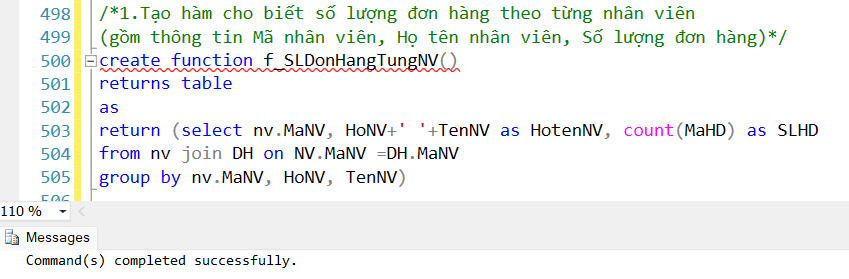 498 /*1.Tạo hàm cho biết số lượng đơn hàng theo từng nhân viên
499 (gồm thông tin Mã nhân viên, Họ tên nhân viên, Số lượng đơn hàng)*/
500 create function f_SLDonHangTungNV()
501 returns table
502 as
503 return (select nv.MaNV, HoNV+' '+TenNV as HotenNV, count(MaHD) as SLHD
504 from nv join DH on NV.MaNV =DH.MaNV
505 group by nv.MaNV, HoNV, TenNV)
506
110 %
Messages
Command(s) completed successfully.